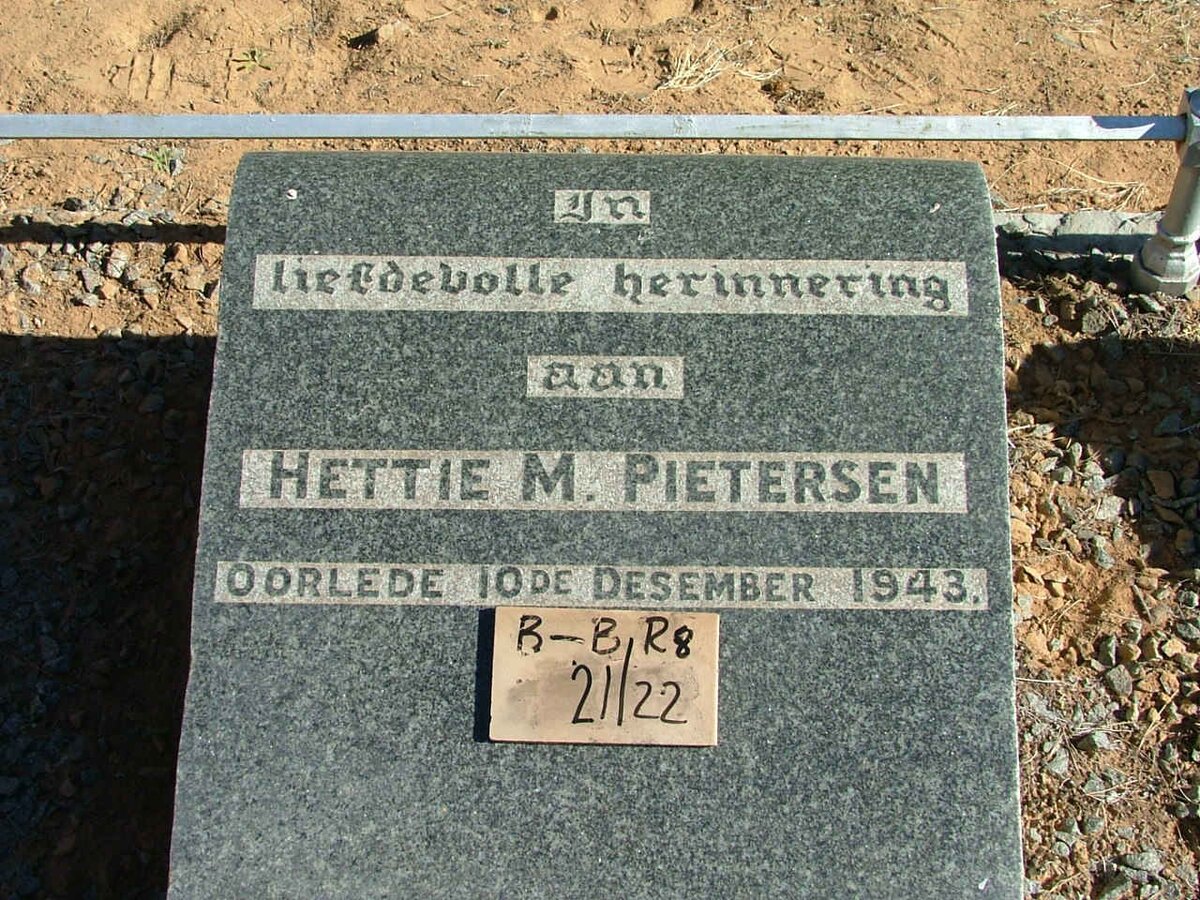 In
liefdevolle herinnering
aan
HETTIE M. PIETERSEN
OORLEDE 10DE DESEMBER 1943.
B-B/R8
21/22